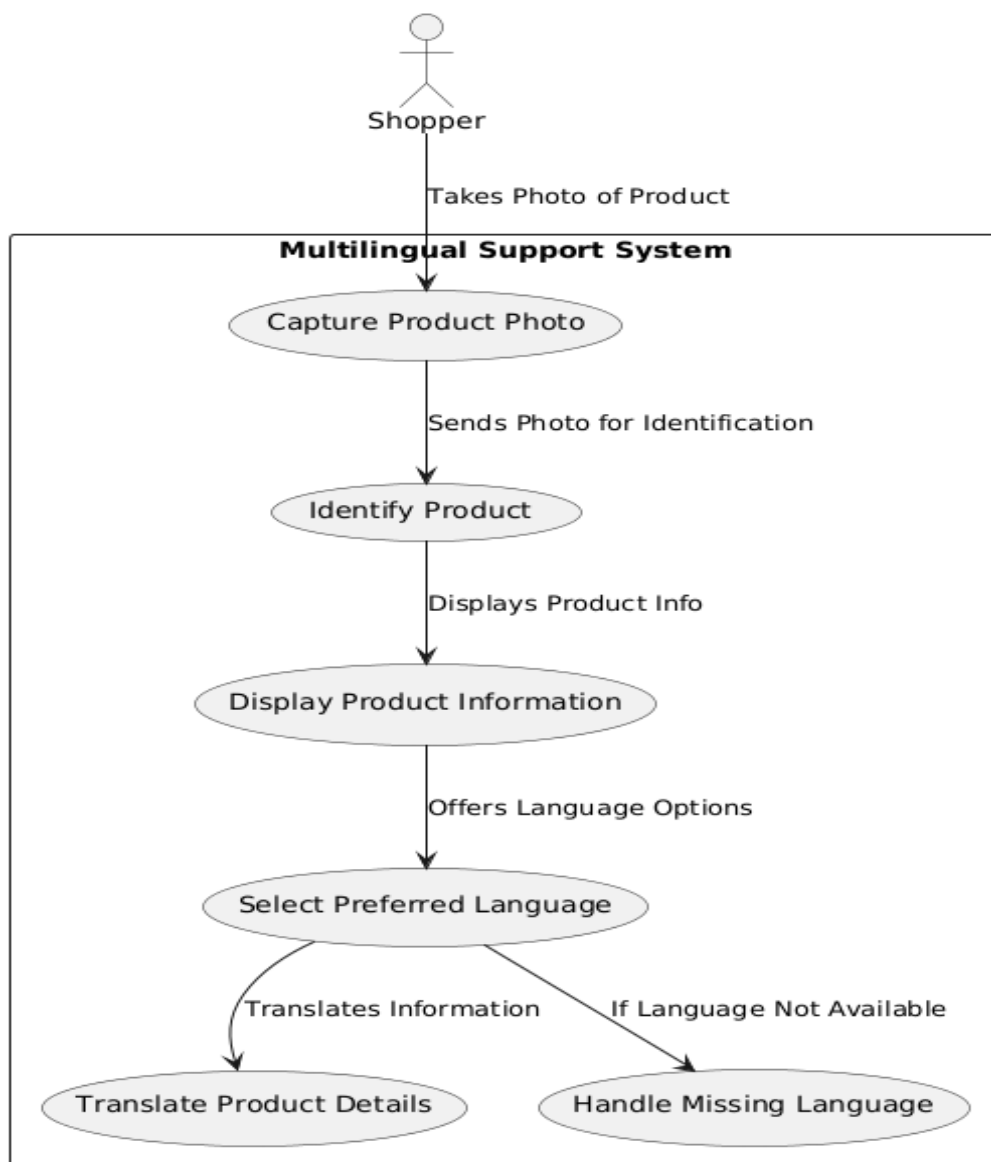 Shopper
Takes Photo of Product
Multilingual Support System
Capture Product Photo
Sends Photo for Identification
Identify Product
Displays Product Info
Display Product Information
Offers Language Options
Select Preferred Language
Translates Information
If Language Not Available
Translate Product Details
Handle Missing Language